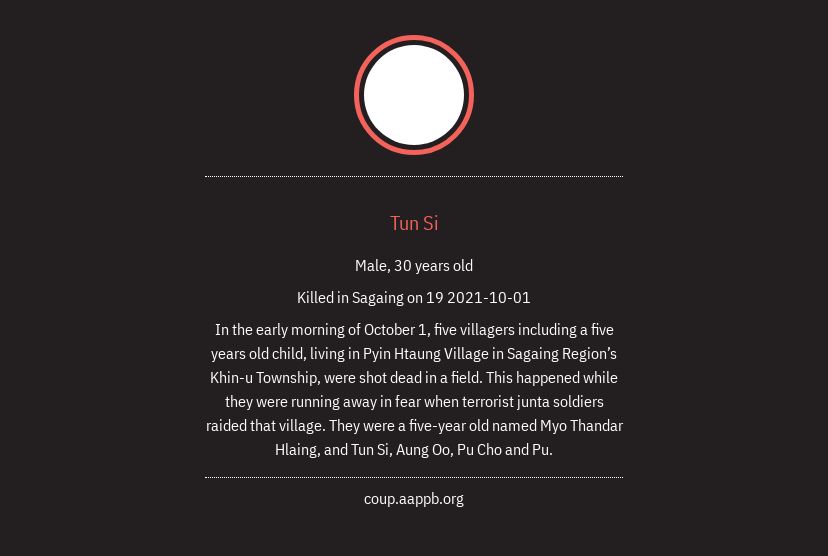 Tun Si
Male, 30 years old
Killed in Sagaing on 19 2021-10-01
In the early morning of October 1, five villagers including a five
years old child, living in Pyin Htaung Village in Sagaing Region’s
Khin-u Township, were shot dead in a field. This happened while
they were running away in fear when terrorist junta soldiers
raided that village. They were a five-year old named Myo Thandar
Hlaing, and Tun Si, Aung Oo, Pu Cho and Pu.
coup.aappb.org